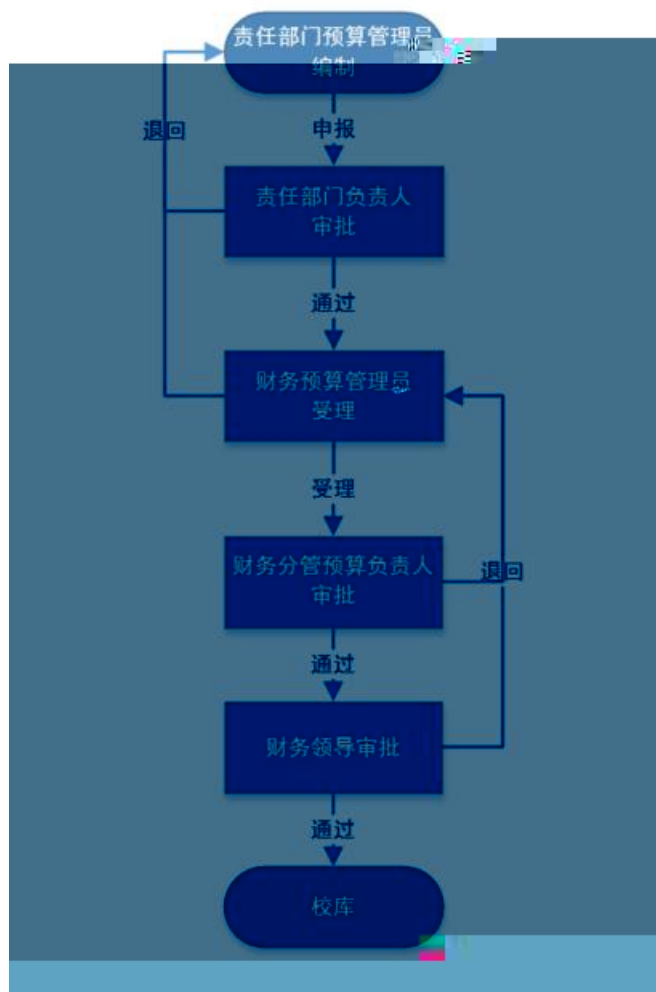 责任部门预算管理员
编制
退回
申报
责任部门负责人
审批
通过
财务预算管理员
受理
受理
财务分管预算负责人
审批
退回
通过
财务领导审批
通过
校库